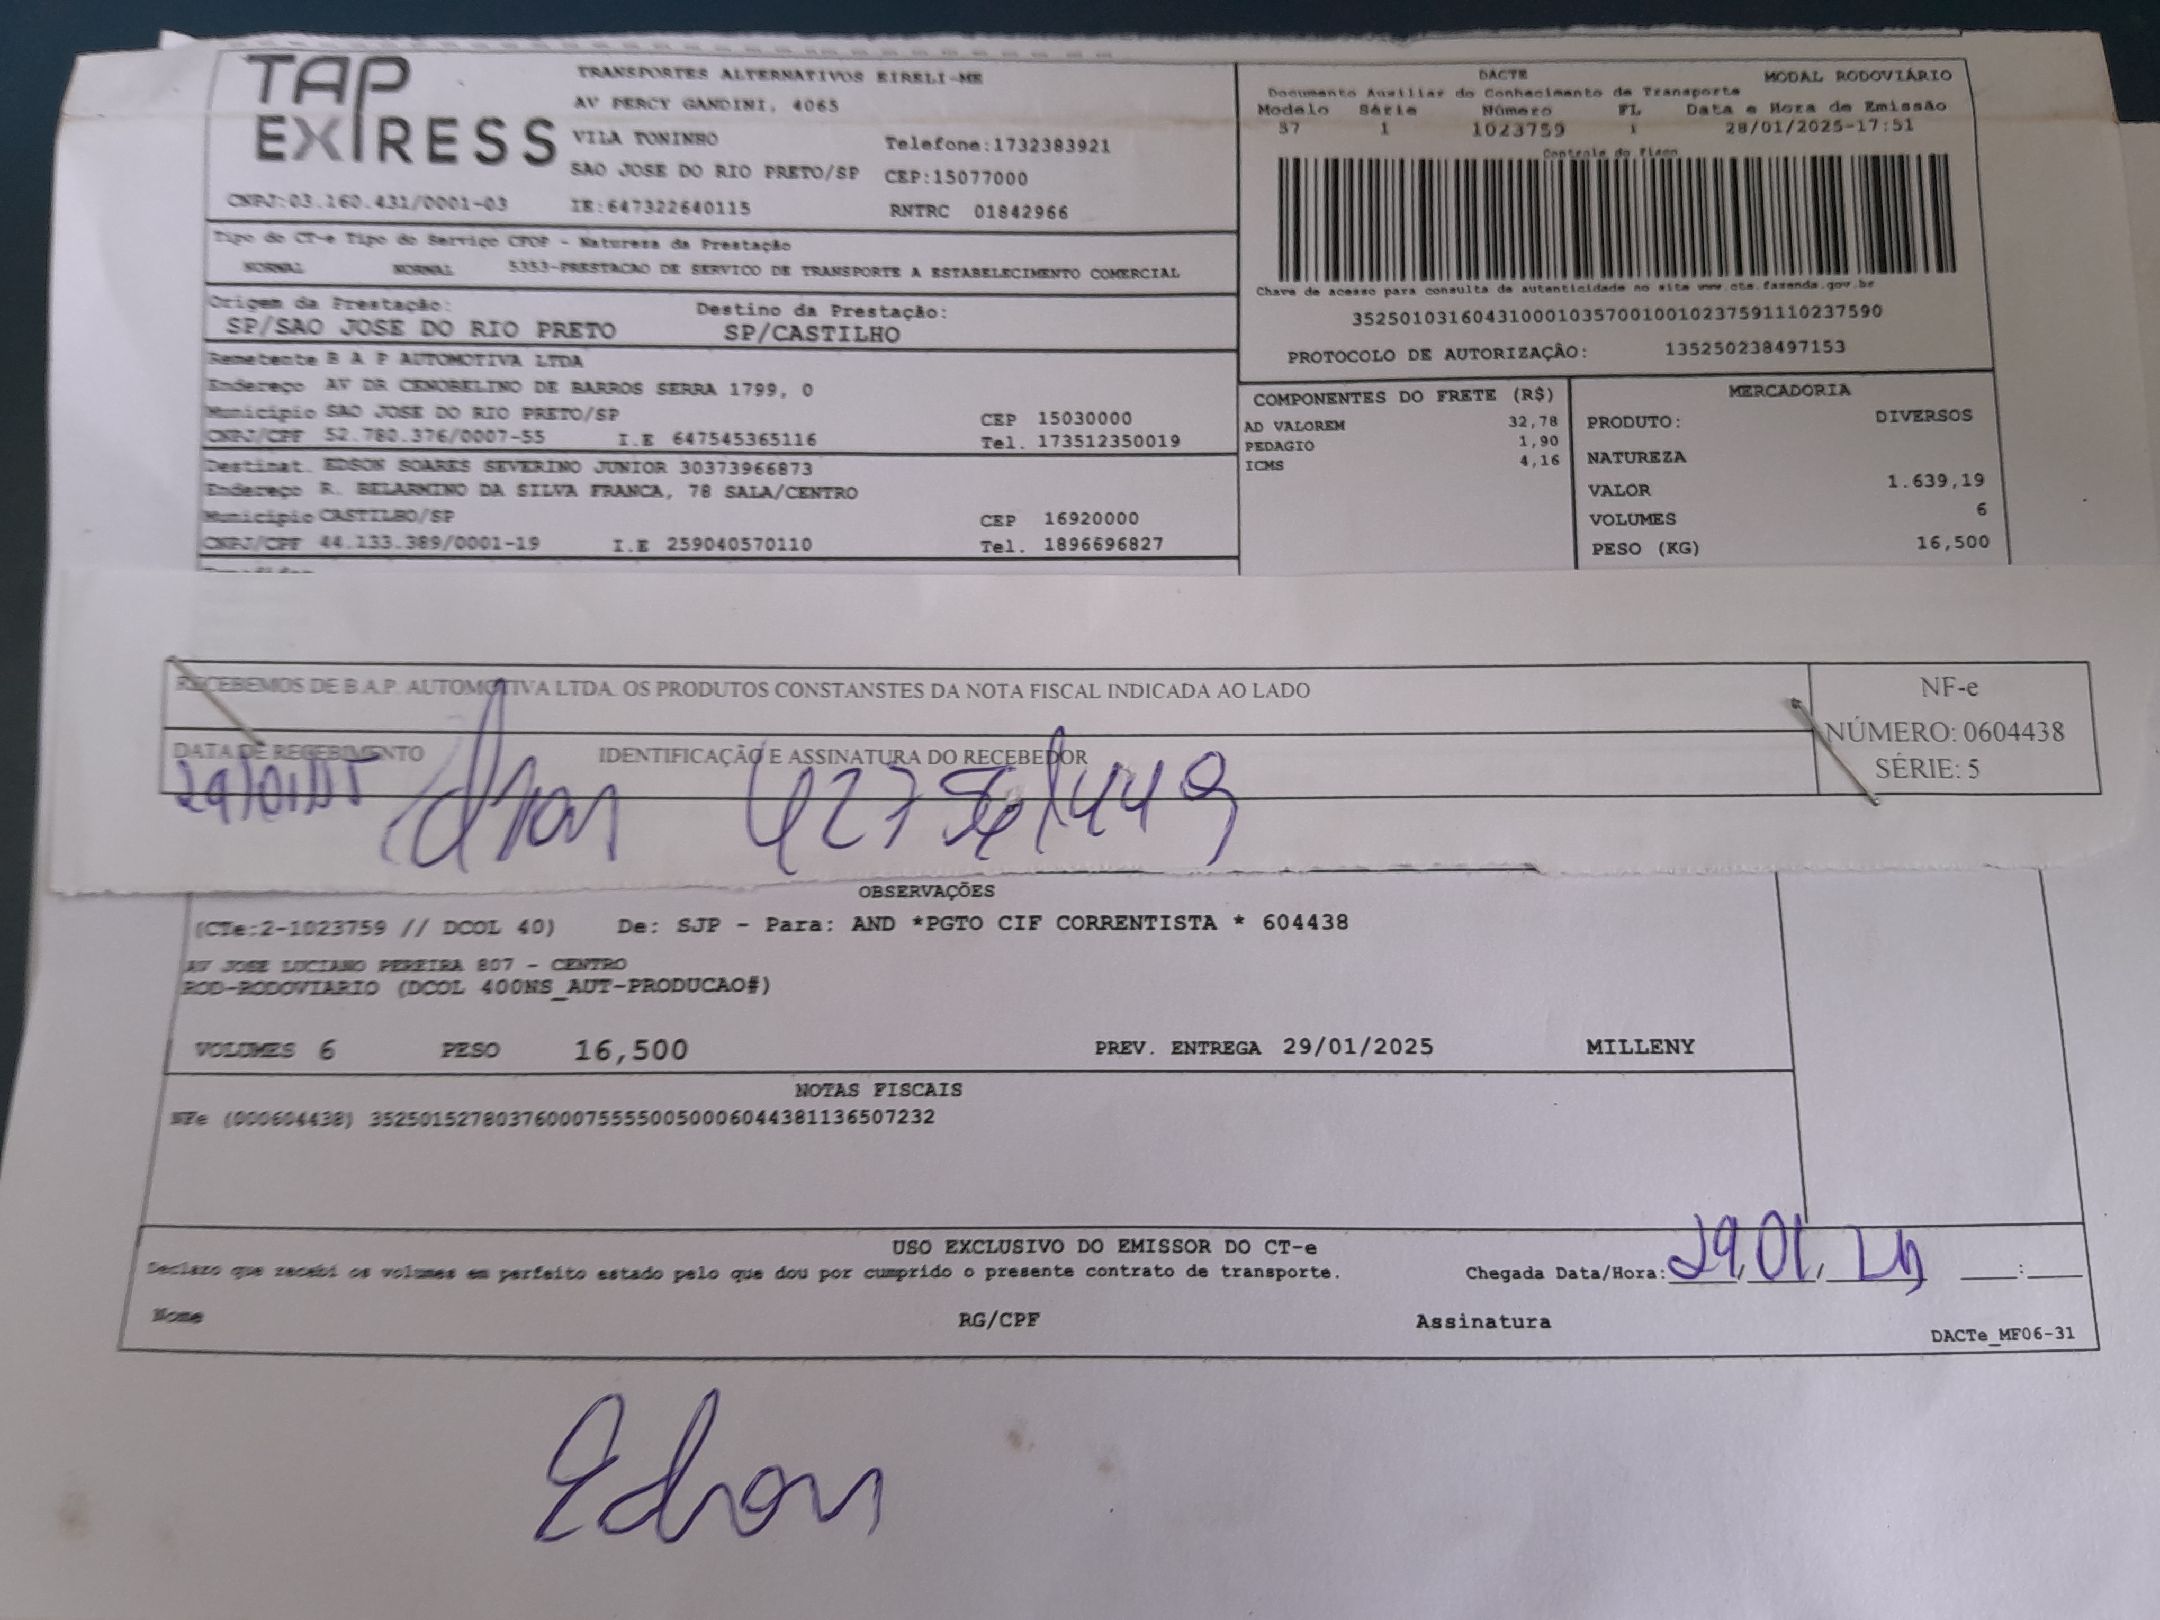 TAP EXPRESS
TRANSPORTES ALTERNATIVOS EIRELI-ME
AV PERCY GANDINI, 4065
VILA TONINHO Telefone:1732383921
SAO JOSE DO RIO PRETO/SP CEP:15077000
CNPJ:03.160.431/0001-03 IE:647322640115 RNTRC 01842966
DACTE MODAL RODOVIÁRIO
Documento Auxiliar do Conhecimento de Transporte
Modelo Série Número FL Data e Hora de Emissão
57 1 1023759 1 28/01/2025-17:51
Controle do Fisco
Chave de acesso para consulta de autenticidade no site www.cte.fazenda.gov.br
35250103160431000103570010010237591110237590
PROTOCOLO DE AUTORIZAÇÃO: 135250238497153
Tipo do CT-e Tipo do Serviço CFOP - Natureza da Prestação
NORMAL NORMAL 5353-PRESTACAO DE SERVICO DE TRANSPORTE A ESTABELECIMENTO COMERCIAL
Origem da Prestação: Destino da Prestação:
SP/SAO JOSE DO RIO PRETO SP/CASTILHO
Remetente B A P AUTOMOTIVA LTDA
Endereço AV DR CENOBELINO DE BARROS SERRA 1799, 0
Município SAO JOSE DO RIO PRETO/SP CEP 15030000
CNPJ/CPF 52.780.376/0007-55 I.E 647545365116 Tel. 173512350019
Destinat. EDSON SOARES SEVERINO JUNIOR 30373966873
Endereço R. BELARMINO DA SILVA FRANCA, 78 SALA/CENTRO
Município CASTILHO/SP CEP 16920000
CNPJ/CPF 44.133.389/0001-19 I.E 259040570110 Tel. 1896696827
COMPONENTES DO FRETE (R$)
AD VALOREM 32,78
PEDAGIO 1,90
ICMS 4,16
MERCADORIA
PRODUTO: DIVERSOS
NATUREZA
VALOR 1.639,19
VOLUMES 6
PESO (KG) 16,500
RECEBEMOS DE B.A.P. AUTOMOTIVA LTDA. OS PRODUTOS CONSTANSTES DA NOTA FISCAL INDICADA AO LADO
DATA DE RECEBIMENTO IDENTIFICAÇÃO E ASSINATURA DO RECEBEDOR
NF-e
NÚMERO: 0604438
SÉRIE: 5
Edson
OBSERVAÇÕES
(CTe:2-1023759 // DCOL 40) De: SJP - Para: AND *PGTO CIF CORRENTISTA * 604438
AV JOSE LUCIANO PEREIRA 807 - CENTRO
ROD-RODOVIARIO (DCOL 400NS_AUT-PRODUCAO#)
VOLUMES 6 PESO 16,500 PREV. ENTREGA 29/01/2025 MILLENY
NOTAS FISCAIS
NFe (000604438) 35250152780376000755550050006044381136507232
USO EXCLUSIVO DO EMISSOR DO CT-e
Declaro que recebi os volumes em perfeito estado pelo que dou por cumprido o presente contrato de transporte. Chegada Data/Hora: 29/01/
Nome RG/CPF Assinatura
DACTe_MF06-31
Edson